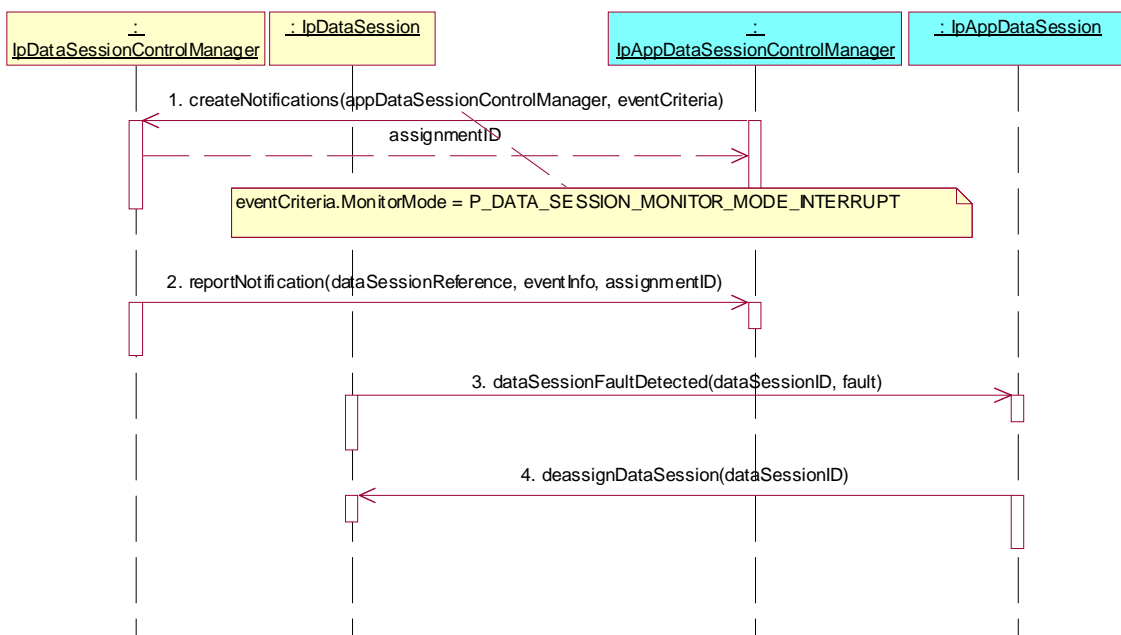 :
IpDataSessionControlManager
: IpDataSession
:
IpAppDataSessionControlManager
: IpAppDataSession
1. createNotifications(appDataSessionControlManager, eventCriteria)
assignmentID
eventCriteria.MonitorMode = P_DATA_SESSION_MONITOR_MODE_INTERRUPT
2. reportNotification(dataSessionReference, eventInfo, assignmentID)
3. dataSessionFaultDetected(dataSessionID, fault)
4. deassignDataSession(dataSessionID)